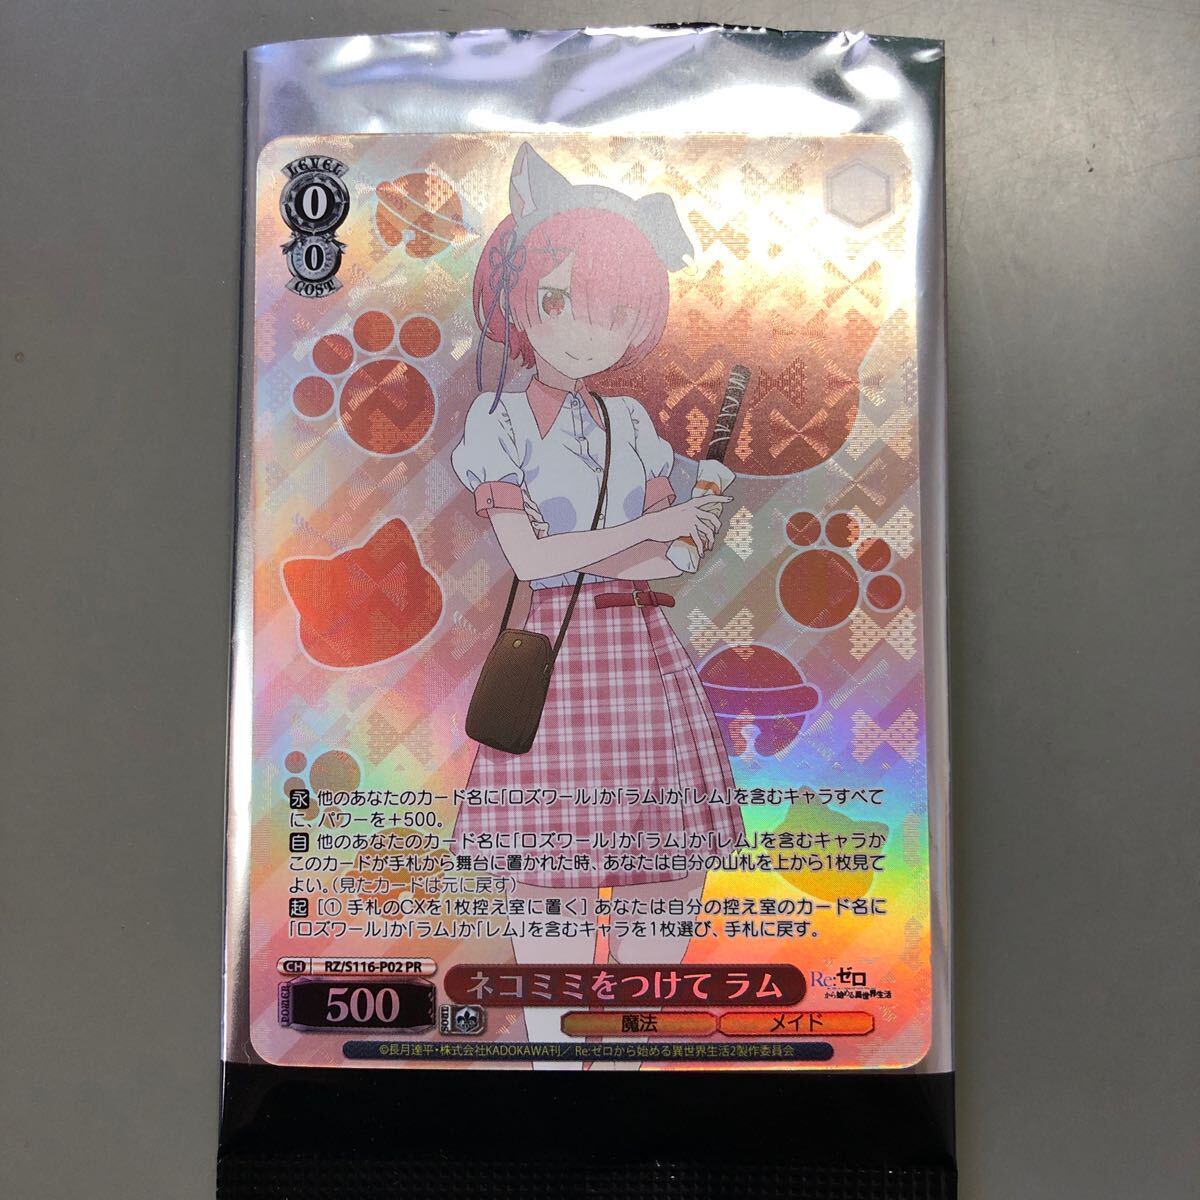 LEVEL
0
0
COST
永 他のあなたのカード名に「ロズワール」か「ラム」か「レム」を含むキャラすべて
に、パワーを+500。
自 他のあなたのカード名に「ロズワール」か「ラム」か「レム」を含むキャラか
このカードが手札から舞台に置かれた時、あなたは自分の山札を上から1枚見て
よい。(見たカードは元に戻す)
起 [① 手札のCXを1枚控え室に置く] あなたは自分の控え室のカード名に
「ロズワール」か「ラム」か「レム」を含むキャラを1枚選び、手札に戻す。
CH RZ/S116-P02 PR
ネコミミをつけて ラム
Re:ゼロ
から始める異世界生活
POWER 500
SOUL
魔法 メイド
©長月達平・株式会社KADOKAWA刊／Re:ゼロから始める異世界生活2製作委員会